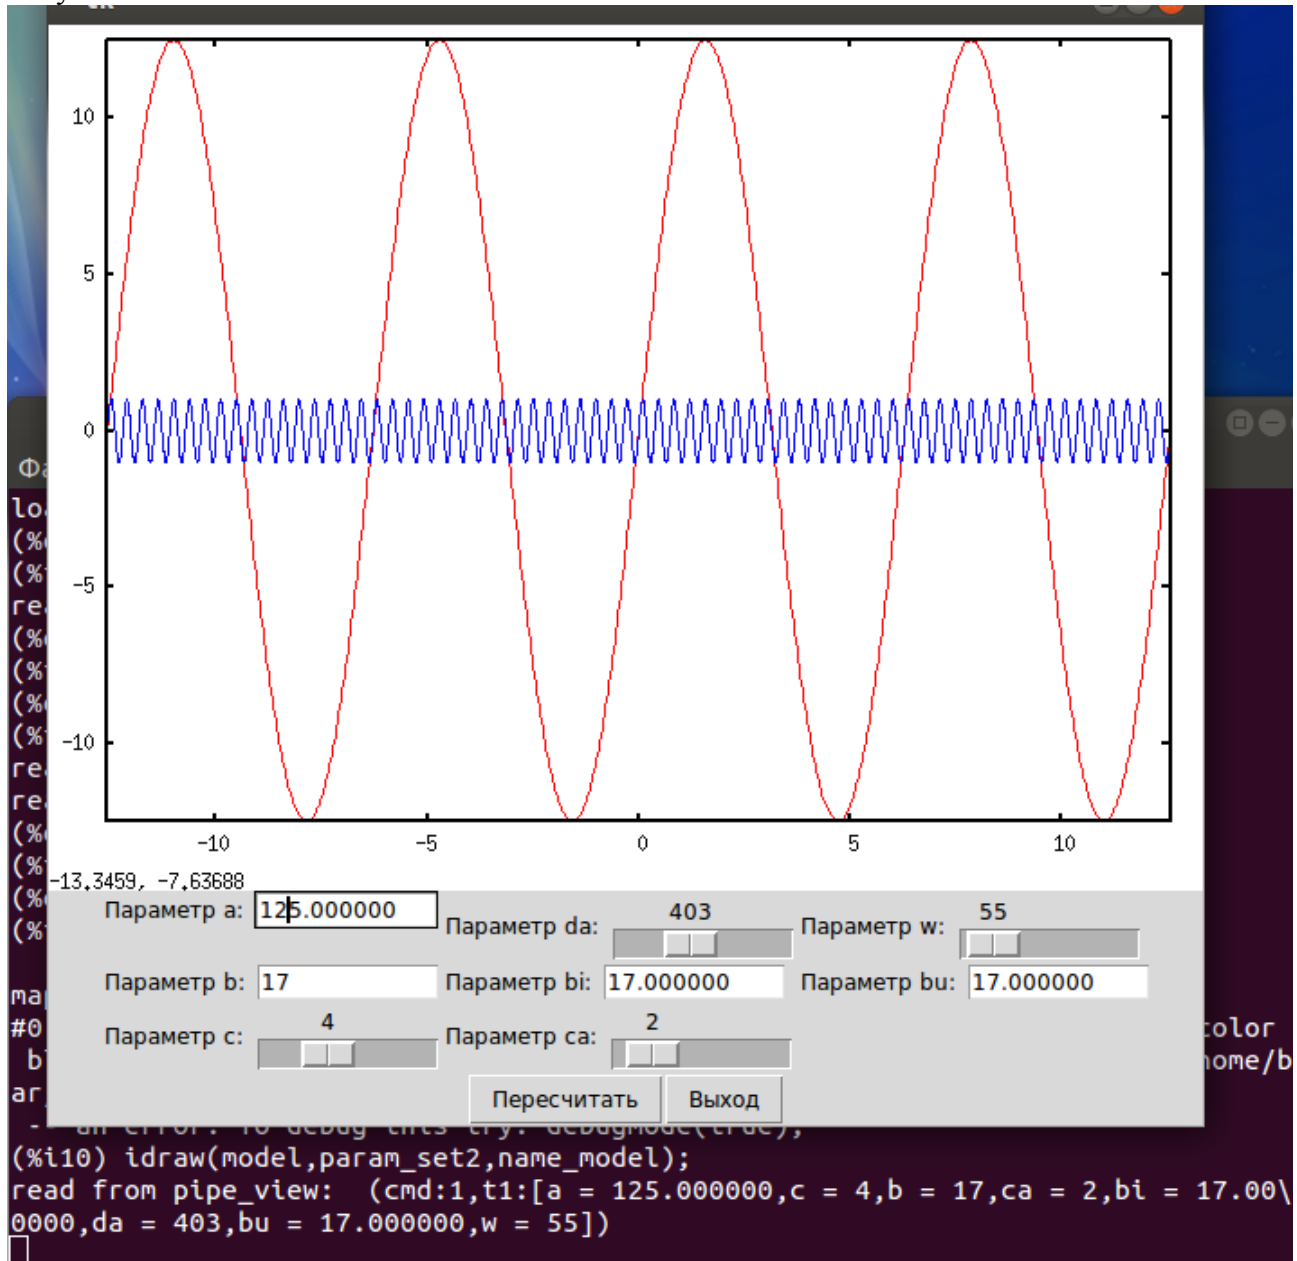 10
5
0
−5
−10
−10 −5 0 5 10
-13.3459, -7.63688
Параметр a: 125.000000 Параметр da: 403 Параметр w: 55
Параметр b: 17 Параметр bi: 17.000000 Параметр bu: 17.000000
Параметр c: 4 Параметр ca: 2
Пересчитать Выход
#0 color
ar
(%i10) idraw(model,param_set2,name_model);
read from pipe_view: (cmd:1,t1:[a = 125.000000,c = 4,b = 17,ca = 2,bi = 17.00\
0000,da = 403,bu = 17.000000,w = 55])